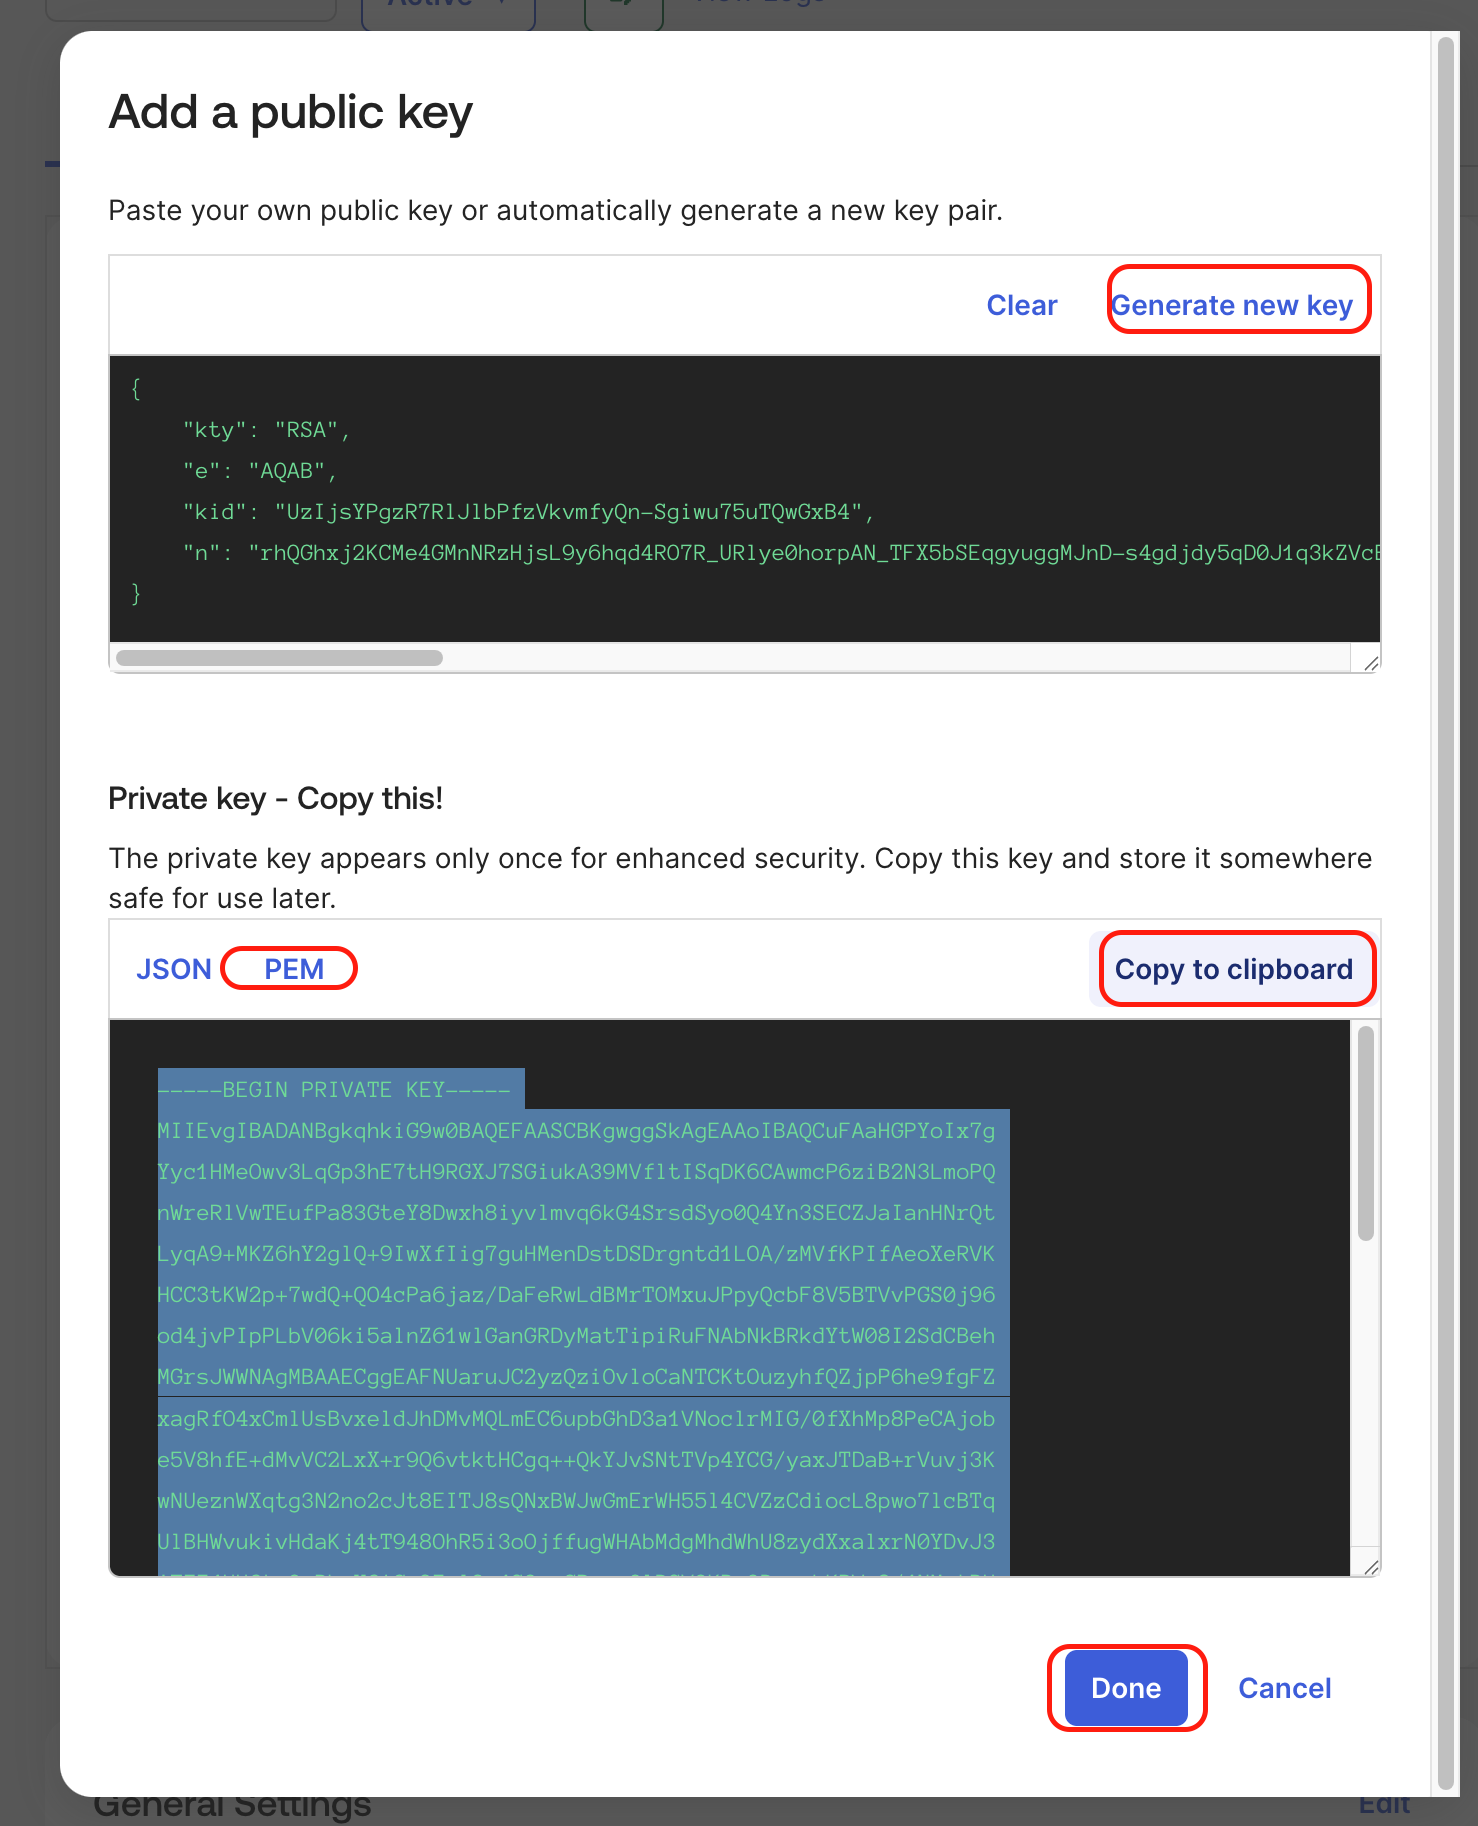 Active
View Logs
Add a public key
Paste your own public key or automatically generate a new key pair.
Clear
Generate new key
{
"kty": "RSA",
"e": "AQAB",
"kid": "UzIjsYPgzR7RlJlbPfzVkvmfyQn-Sgiwu75uTQwGxB4",
"n": "rhQGhxj2KCMe4GMnNRzHjsL9y6hqd4RO7R_URlye0horpAN_TFX5bSEqgyuggMJnD-s4gdjdy5qD0J1q3kZVcE
}
Private key - Copy this!
The private key appears only once for enhanced security. Copy this key and store it somewhere
safe for use later.
JSON
PEM
Copy to clipboard
-----BEGIN PRIVATE KEY-----
MIIEvgIBADANBgkqhkiG9w0BAQEFAASCBKgwggSkAgEAAoIBAQCuFAaHGPYoIx7g
Yyc1HMeOwv3LqGp3hE7tH9RGXJ7SGiukA39MVfltISqDK6CAwmcP6ziB2N3LmoPQ
nWreRlVwTEufPa83GteY8Dwxh8iyvlmvq6kG4SrsdSyo0Q4Yn3SECZJaIanHNrQt
LyqA9+MKZ6hY2glQ+9IwXfIig7guHMenDstDSDrgntd1LOA/zMVfKPIfAeoXeRVK
HCC3tKW2p+7wdQ+QO4cPa6jaz/DaFeRwLdBMrTOMxuJPpyQcbF8V5BTVvPGS0j96
od4jvPIpPLbV06ki5alnZ61wlGanGRDyMatTipiRuFNAbNkBRkdYtW08I2SdCBeh
MGrsJWWNAgMBAAECggEAFNUaruJC2yzQziOvloCaNTCKtOuzyhfQZjpP6he9fgFZ
xagRfO4xCmlUsBvxeldJhDMvMQLmEC6upbGhD3a1VNoclrMIG/0fXhMp8PeCAjob
e5V8hfE+dMvVC2LxX+r9Q6vtktHCgq++QkYJvSNtTVp4YCG/yaxJTDaB+rVuvj3K
wNUeznWXqtg3N2no2cJt8EITJ8sQNxBWJwGmErWH55l4CVZzCdiocL8pwo7lcBTq
UlBHWvukivHdaKj4tT948OhR5i3oOjffugWHAbMdgMhdWhU8zydXxalxrN0YDvJ3
Done
Cancel
General Settings
Edit